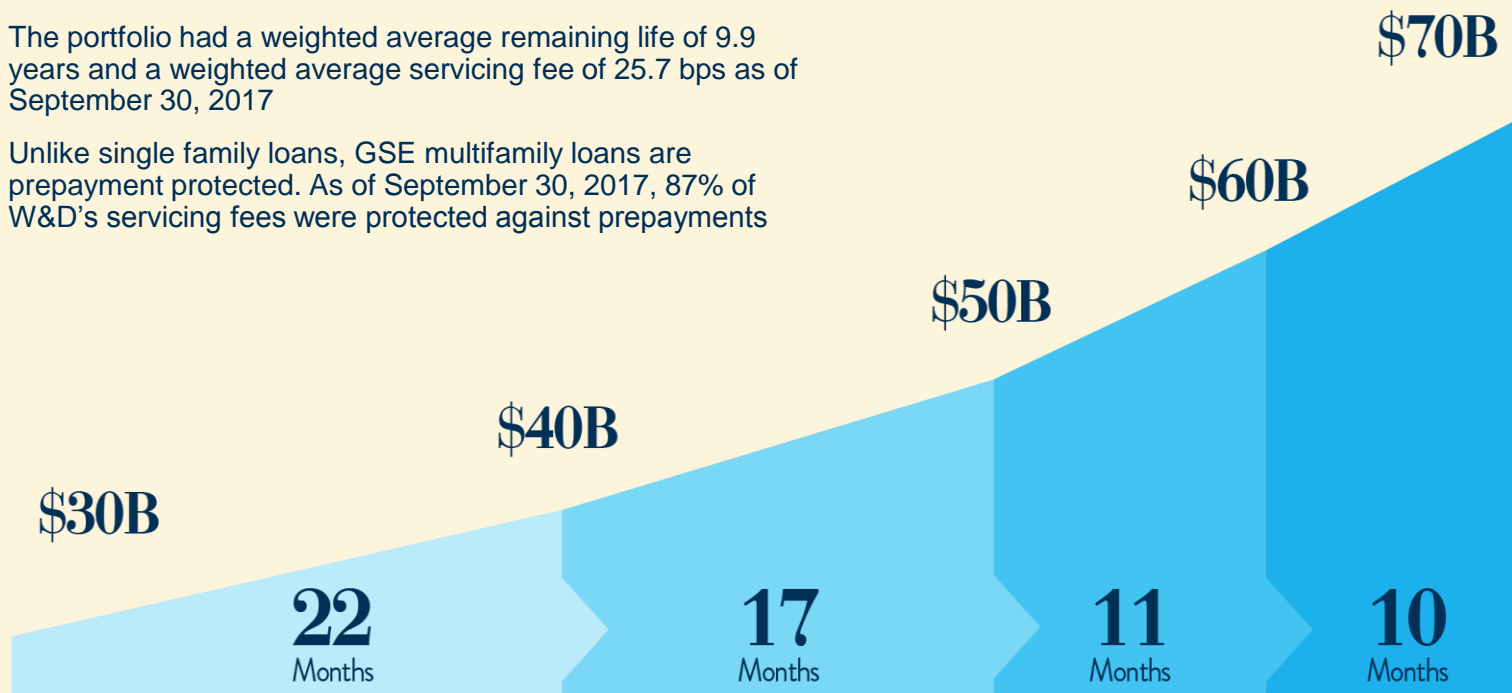 The portfolio had a weighted average remaining life of 9.9
years and a weighted average servicing fee of 25.7 bps as of
September 30, 2017
Unlike single family loans, GSE multifamily loans are
prepayment protected. As of September 30, 2017, 87% of
W&D's servicing fees were protected against prepayments
$30B
$40B
$50B
$60B
$70B
22
Months
17
Months
11
Months
10
Months